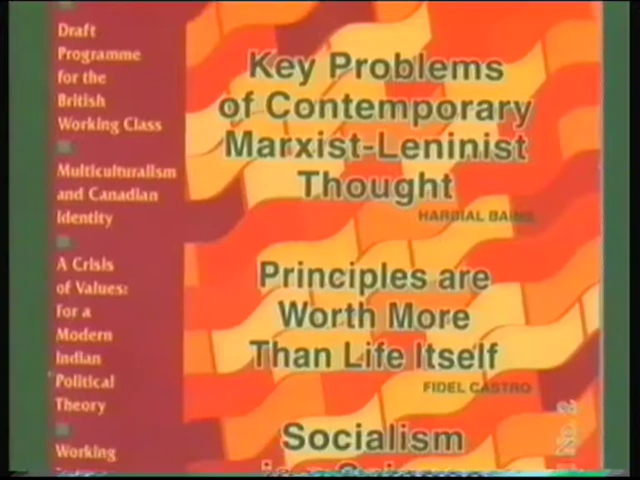 Draft
Programme
for the
British
Working Class
Multiculturalism
and Canadian
Identity
A Crisis
of Values:
for a
Modern
Indian
Political
Theory
Working
Key Problems
of Contemporary
Marxist-Leninist
Thought
HARDIAL BAINS
Principles are
Worth More
Than Life Itself
FIDEL CASTRO
Socialism
No. 2